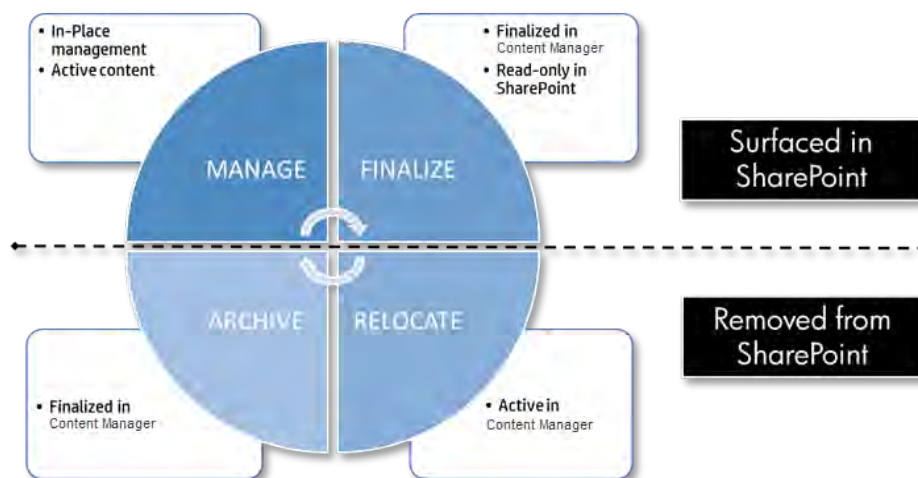 • In-Place
management
• Active content
• Finalized in
Content Manager
• Read-only in
SharePoint
MANAGE
FINALIZE
Surfaced in
SharePoint
ARCHIVE
RELOCATE
Removed from
SharePoint
• Finalized in
Content Manager
• Active in
Content Manager